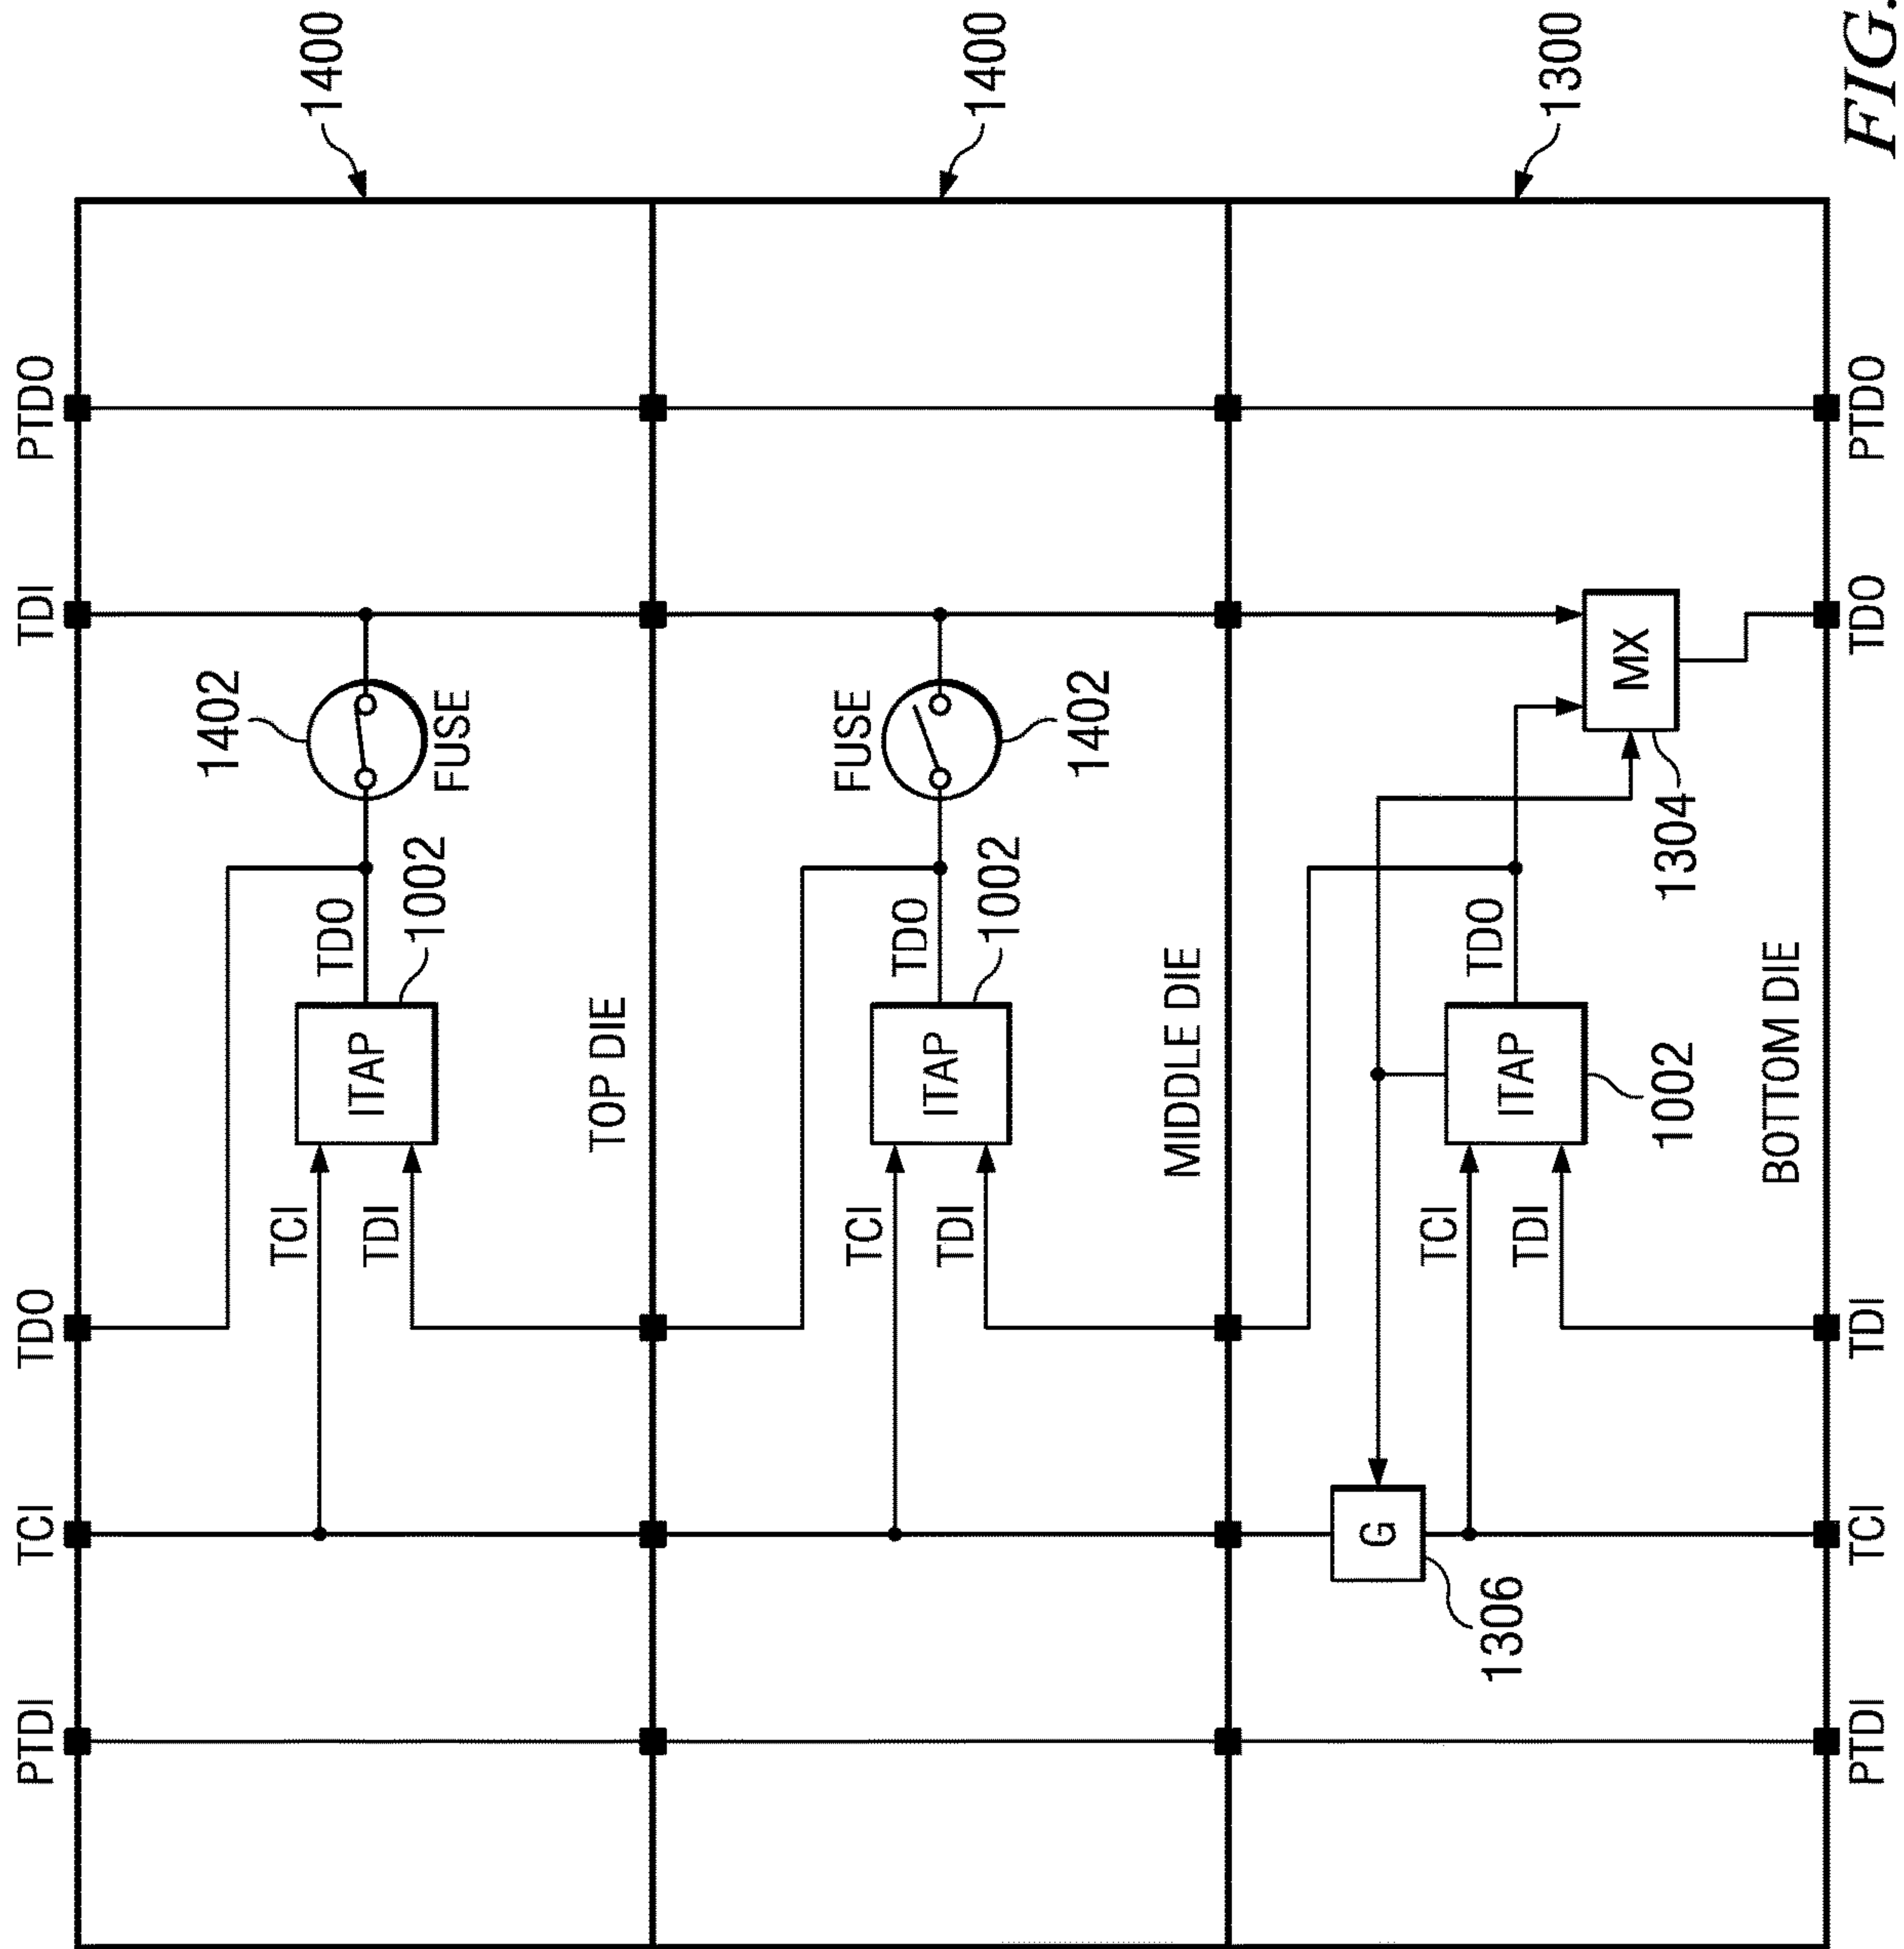 PTDI TCI TDO TDI PTDO
1400
1402
FUSE
TDO
1002
ITAP
TCI
TDI
TOP DIE
1400
FUSE
1402
TDO
1002
ITAP
TCI
TDI
MIDDLE DIE
1300
MX
1304
TDO
ITAP
1002
TCI
TDI
G
1306
BOTTOM DIE
PTDI TCI TDI TDO PTDO
FIG.